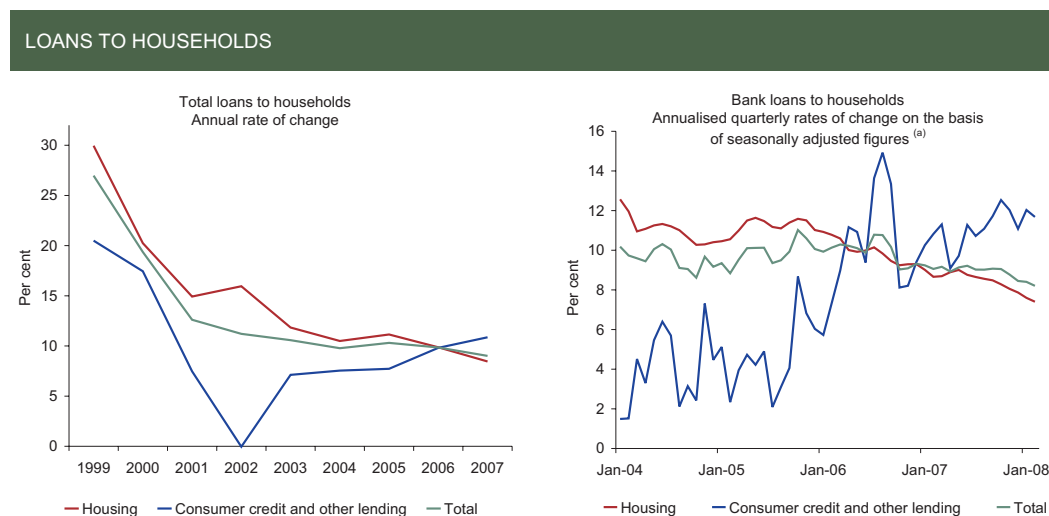 LOANS TO HOUSEHOLDS
Total loans to households
Annual rate of change
Per cent
30
25
20
15
10
5
0
1999 2000 2001 2002 2003 2004 2005 2006 2007
Housing Consumer credit and other lending Total
Bank loans to households
Annualised quarterly rates of change on the basis
of seasonally adjusted figures (a)
Per cent
16
14
12
10
8
6
4
2
0
Jan-04 Jan-05 Jan-06 Jan-07 Jan-08
Housing Consumer credit and other lending Total